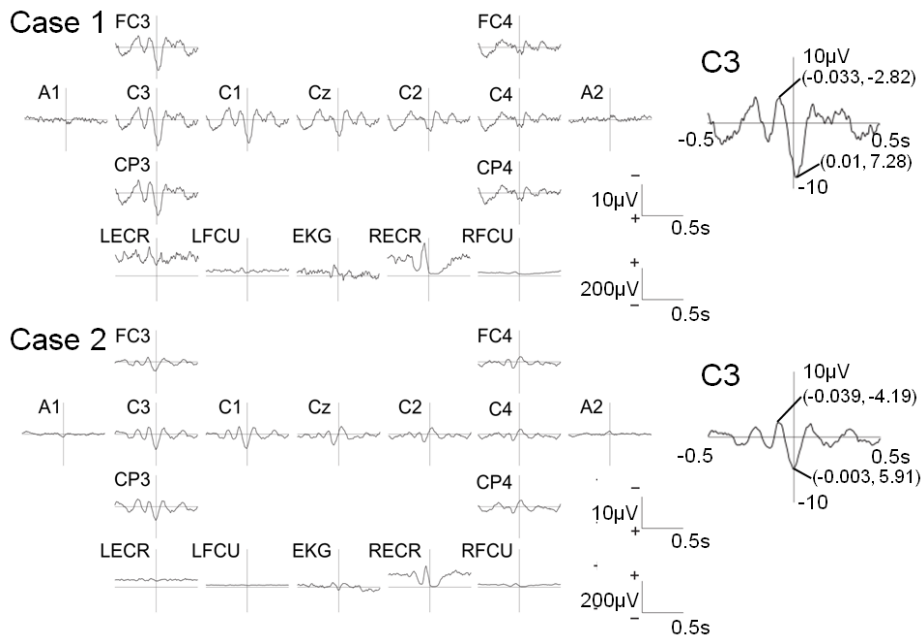 Case 1
FC3 FC4
C3
10µV
(-0.033, -2.82)
-0.5
0.5s
(0.01, 7.28)
-10
A1 C3 C1 Cz C2 C4 A2
CP3 CP4
−
10µV
+
0.5s
LECR LFCU EKG RECR RFCU
+
200µV
−
0.5s
Case 2
FC3 FC4
C3
10µV
(-0.039, -4.19)
-0.5
0.5s
(-0.003, 5.91)
-10
A1 C3 C1 Cz C2 C4 A2
CP3 CP4
−
10µV
+
0.5s
LECR LFCU EKG RECR RFCU
+
200µV
−
0.5s